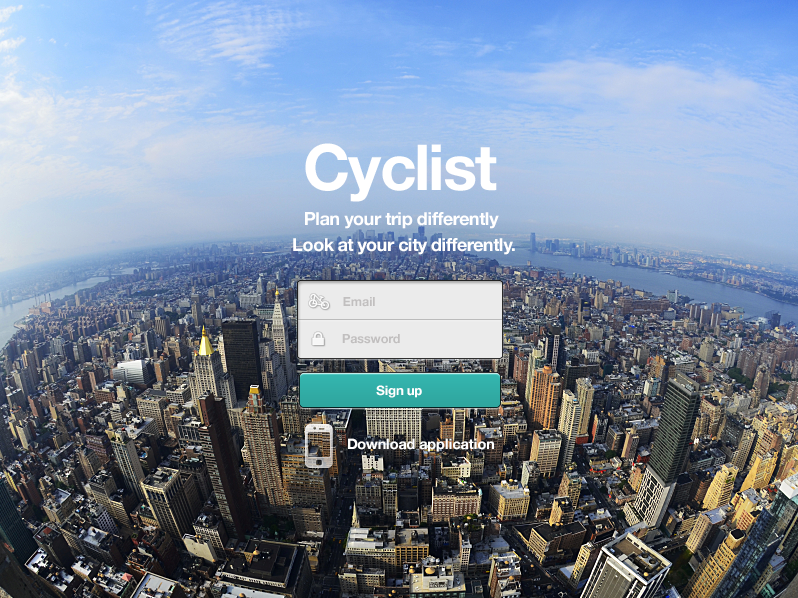 Cyclist
Plan your trip differently
Look at your city differently.
Email
Password
Sign up
Download application